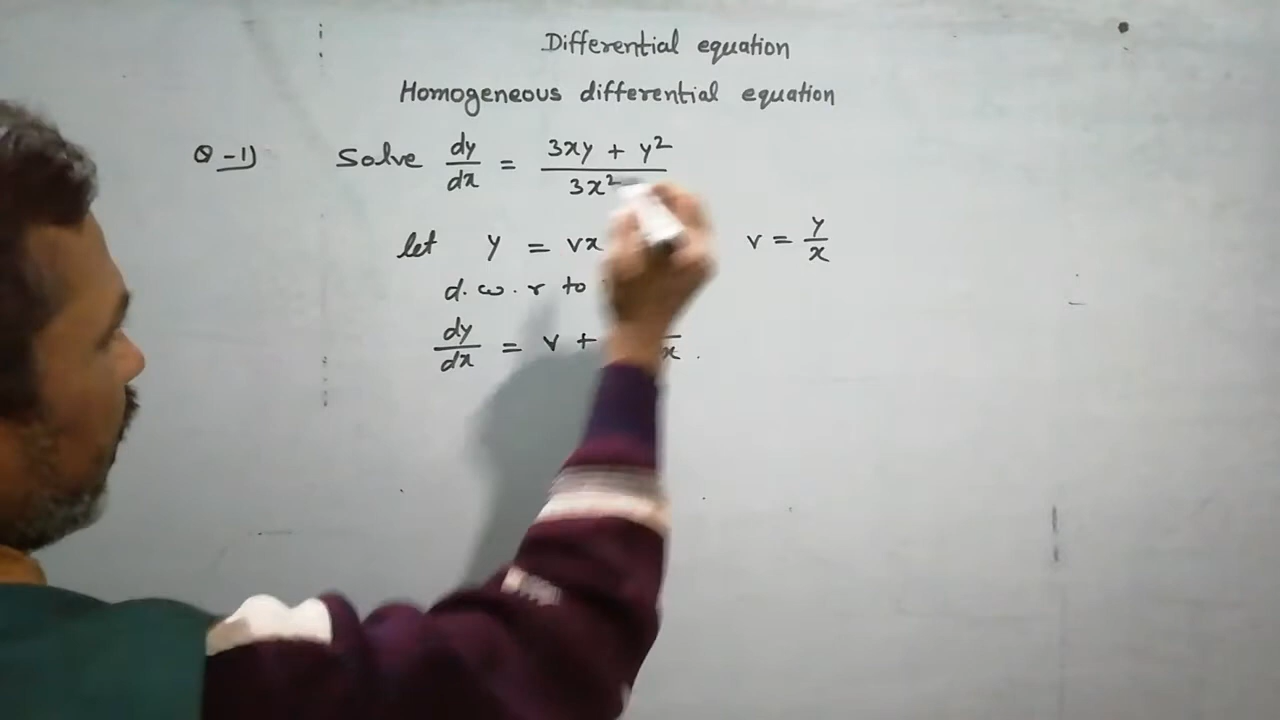 Differential equation
Homogeneous differential equation
Q-1) Solve dy/dx = 3xy + y²/3x²
let y = vx v = y/x
d.w.r to
dy/dx = v + x.